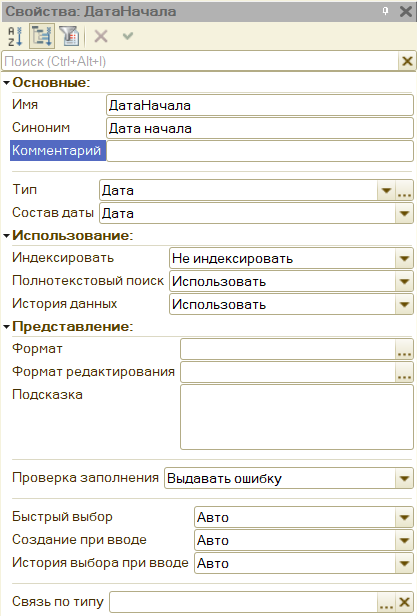 Свойства: ДатаНачала
Поиск (Ctrl+Alt+I)
Основные:
Имя ДатаНачала
Синоним Дата начала
Комментарий
Тип Дата
Состав даты Дата
Использование:
Индексировать Не индексировать
Полнотекстовый поиск Использовать
История данных Использовать
Представление:
Формат
Формат редактирования
Подсказка
Проверка заполнения Выдавать ошибку
Быстрый выбор Авто
Создание при вводе Авто
История выбора при вводе Авто
Связь по типу